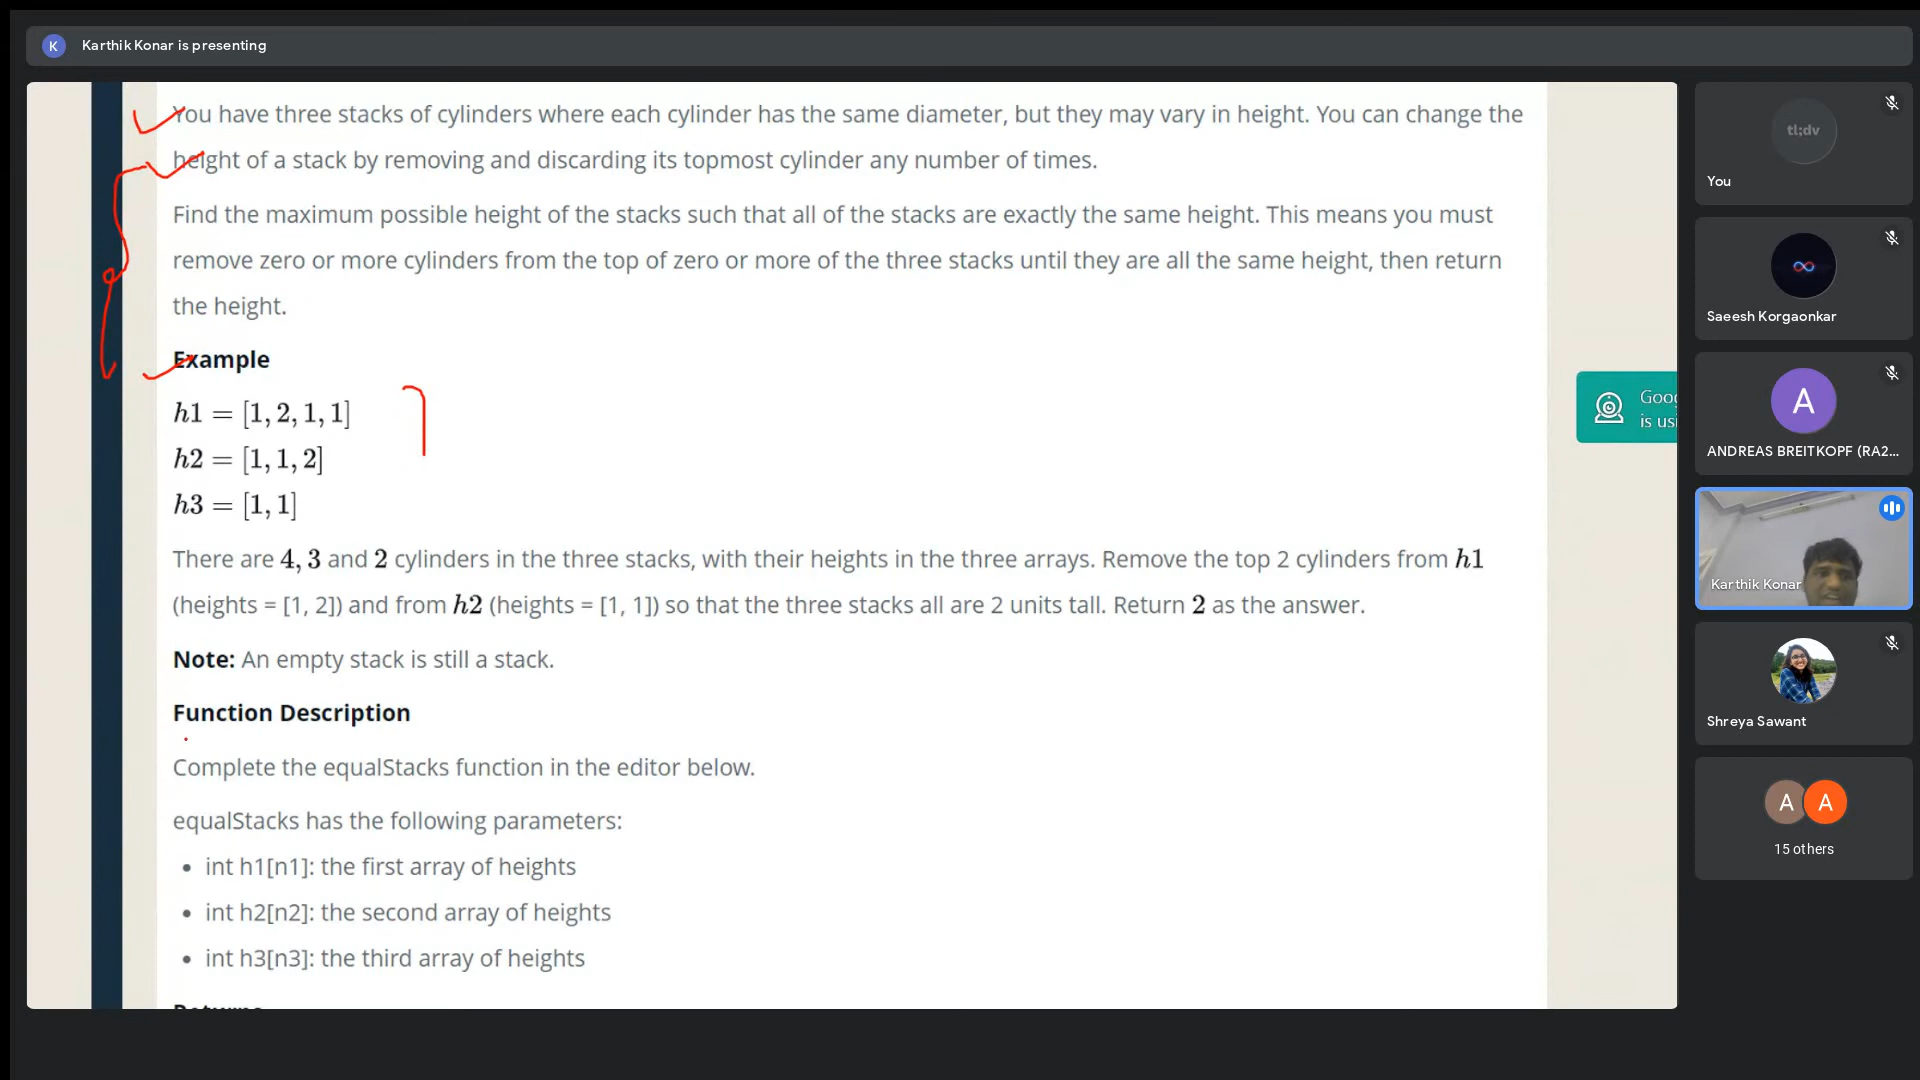 K Karthik Konar is presenting
You have three stacks of cylinders where each cylinder has the same diameter, but they may vary in height. You can change the
height of a stack by removing and discarding its topmost cylinder any number of times.
Find the maximum possible height of the stacks such that all of the stacks are exactly the same height. This means you must
remove zero or more cylinders from the top of zero or more of the three stacks until they are all the same height, then return
the height.
Example
h1 = [1, 2, 1, 1]
h2 = [1, 1, 2]
h3 = [1, 1]
There are 4, 3 and 2 cylinders in the three stacks, with their heights in the three arrays. Remove the top 2 cylinders from h1
(heights = [1, 2]) and from h2 (heights = [1, 1]) so that the three stacks all are 2 units tall. Return 2 as the answer.
Note: An empty stack is still a stack.
Function Description
Complete the equalStacks function in the editor below.
equalStacks has the following parameters:
• int h1[n1]: the first array of heights
• int h2[n2]: the second array of heights
• int h3[n3]: the third array of heights
is
tl;dv
You
Saeesh Korgaonkar
A
ANDREAS BREITKOPF (RA2...
Karthik Konar
Shreya Sawant
A A
15 others